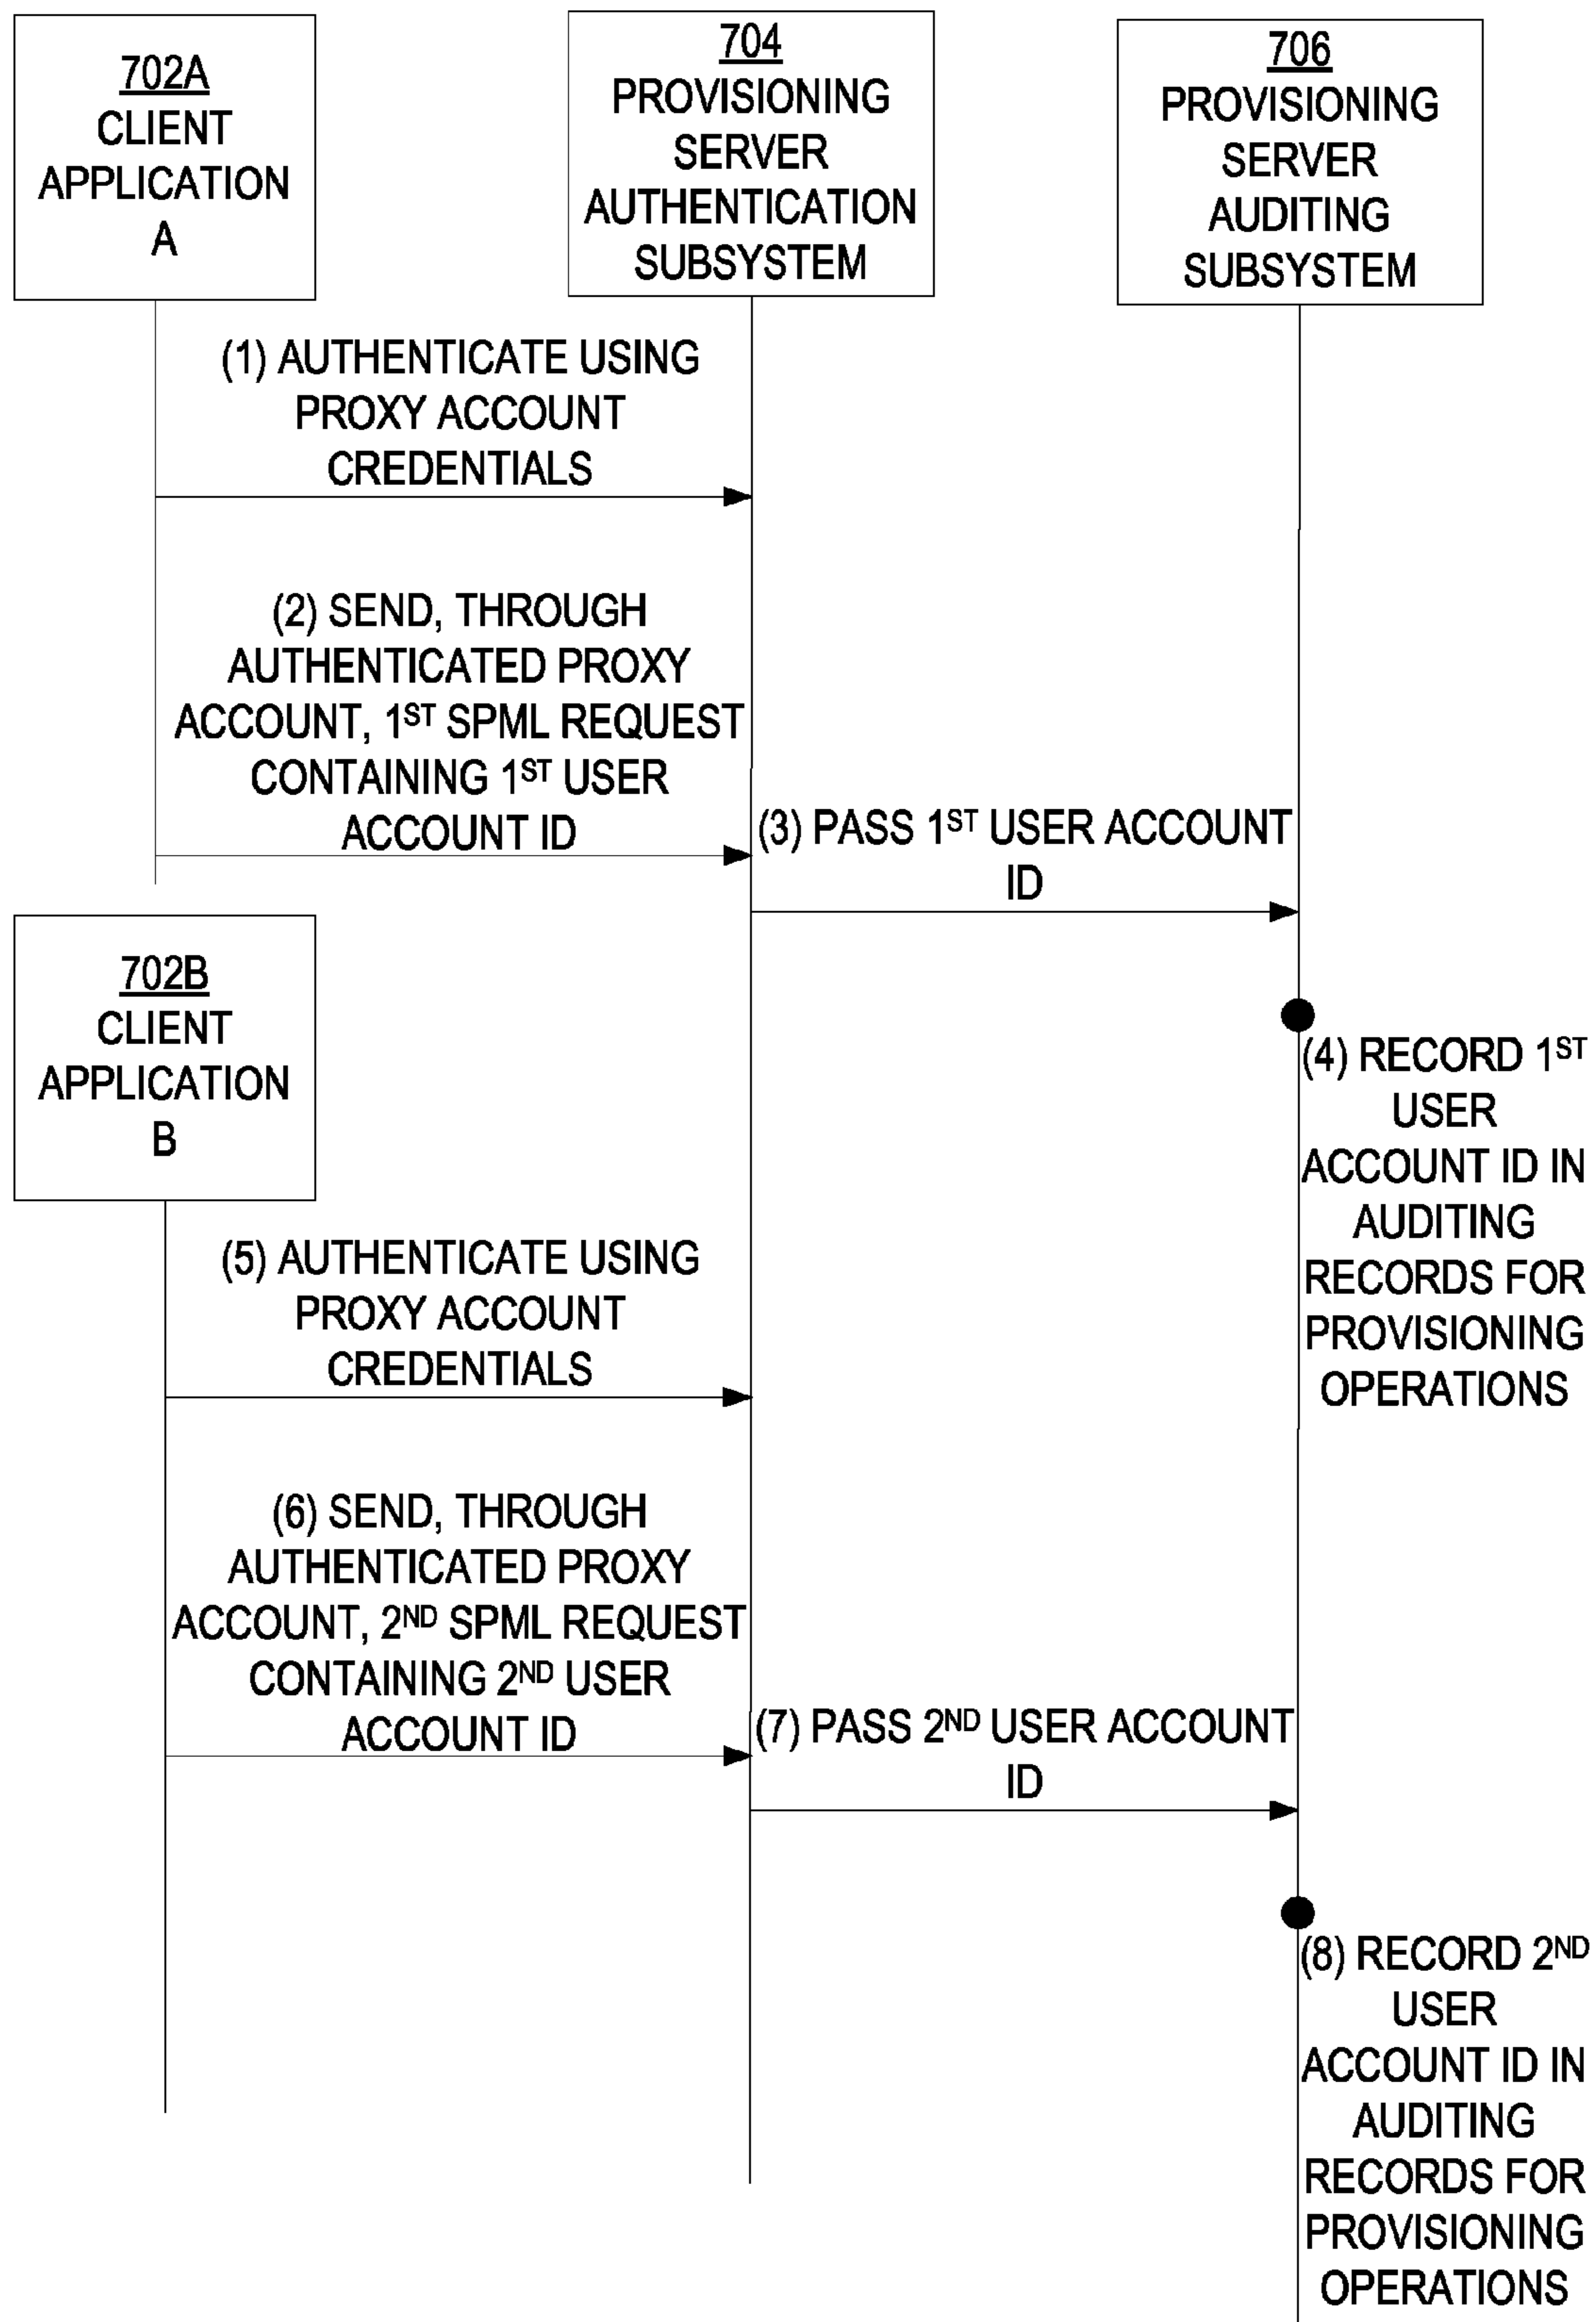 702A
CLIENT
APPLICATION
A
704
PROVISIONING
SERVER
AUTHENTICATION
SUBSYSTEM
706
PROVISIONING
SERVER
AUDITING
SUBSYSTEM
(1) AUTHENTICATE USING
PROXY ACCOUNT
CREDENTIALS
(2) SEND, THROUGH
AUTHENTICATED PROXY
ACCOUNT, 1ST SPML REQUEST
CONTAINING 1ST USER
ACCOUNT ID
(3) PASS 1ST USER ACCOUNT
ID
(4) RECORD 1ST
USER
ACCOUNT ID IN
AUDITING
RECORDS FOR
PROVISIONING
OPERATIONS
702B
CLIENT
APPLICATION
B
(5) AUTHENTICATE USING
PROXY ACCOUNT
CREDENTIALS
(6) SEND, THROUGH
AUTHENTICATED PROXY
ACCOUNT, 2ND SPML REQUEST
CONTAINING 2ND USER
ACCOUNT ID
(7) PASS 2ND USER ACCOUNT
ID
(8) RECORD 2ND
USER
ACCOUNT ID IN
AUDITING
RECORDS FOR
PROVISIONING
OPERATIONS